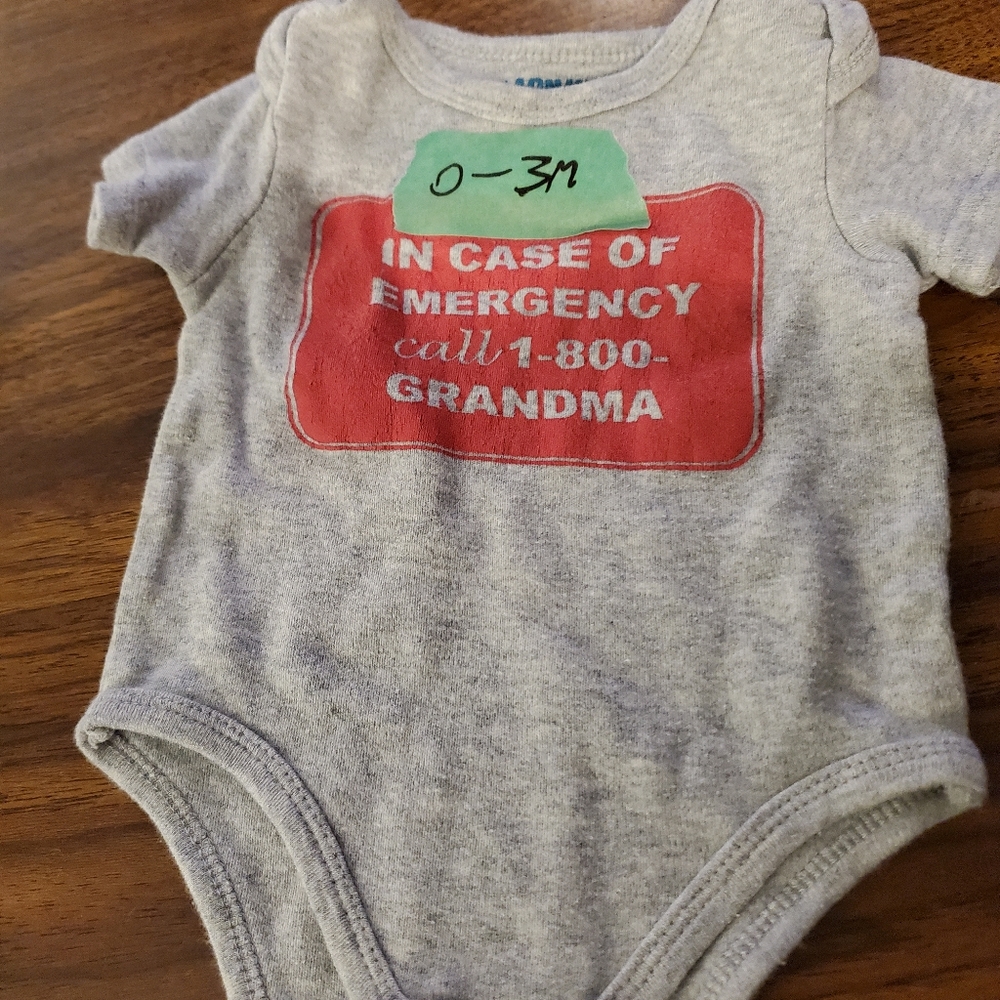 0-3M
IN CASE OF
EMERGENCY
call 1-800-
GRANDMA